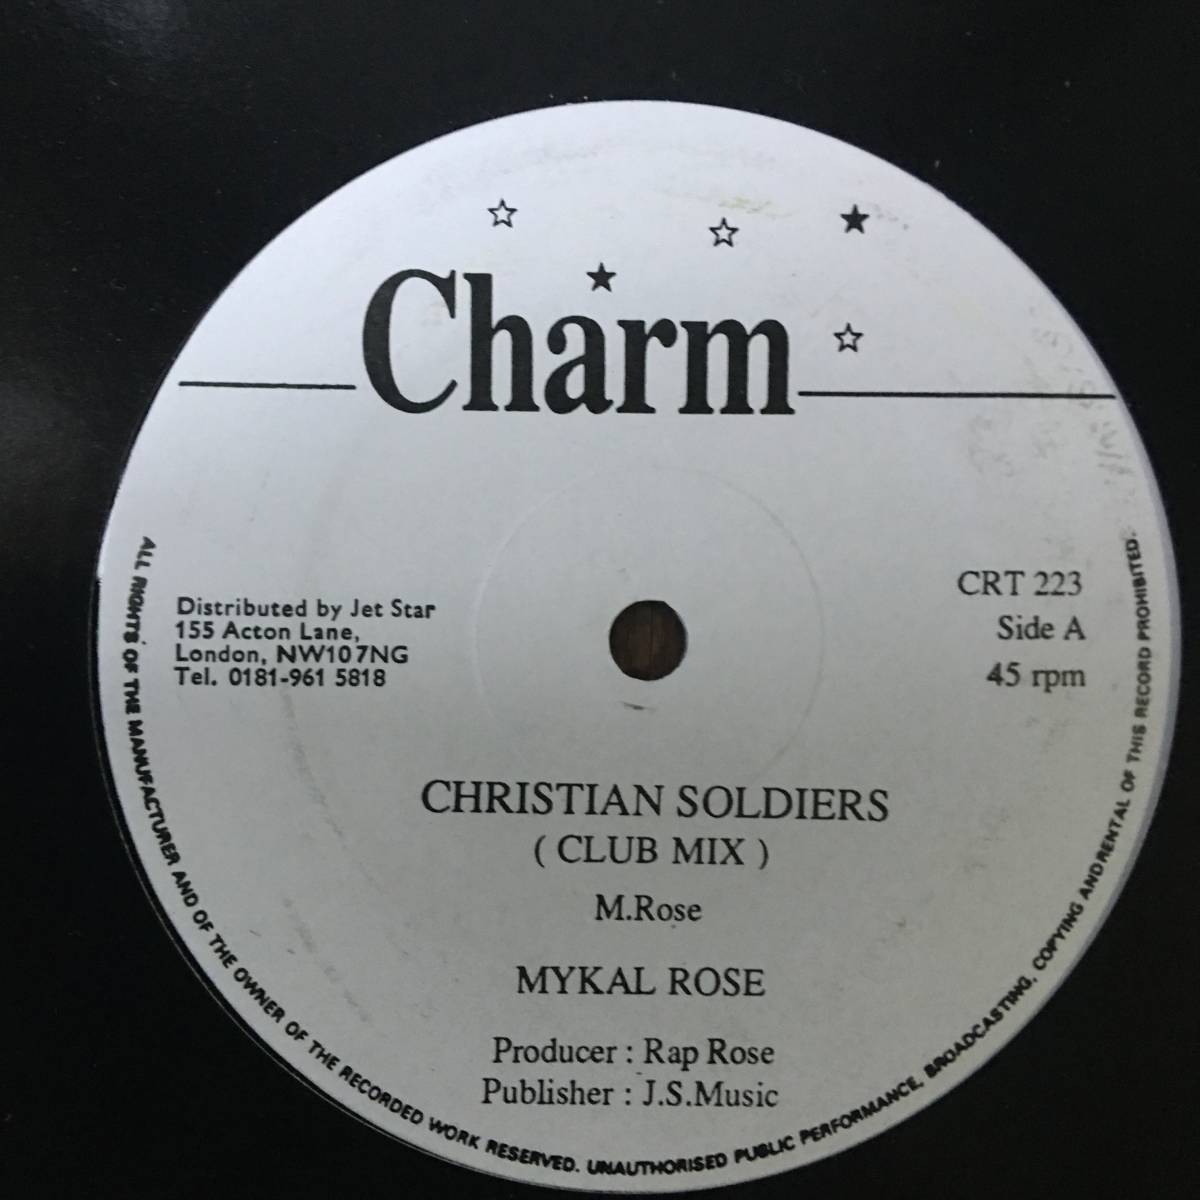 Charm
Distributed by Jet Star
155 Acton Lane,
London, NW10 7NG
Tel. 0181-961 5818
CRT 223
Side A
45 rpm
CHRISTIAN SOLDIERS
( CLUB MIX )
M.Rose
MYKAL ROSE
Producer : Rap Rose
Publisher : J.S.Music
ALL RIGHTS OF THE MANUFACTURER AND OF THE OWNER OF THE RECORDED WORK RESERVED. UNAUTHORISED PUBLIC PERFORMANCE, BROADCASTING, COPYING AND RENTAL OF THIS RECORD PROHIBITED.